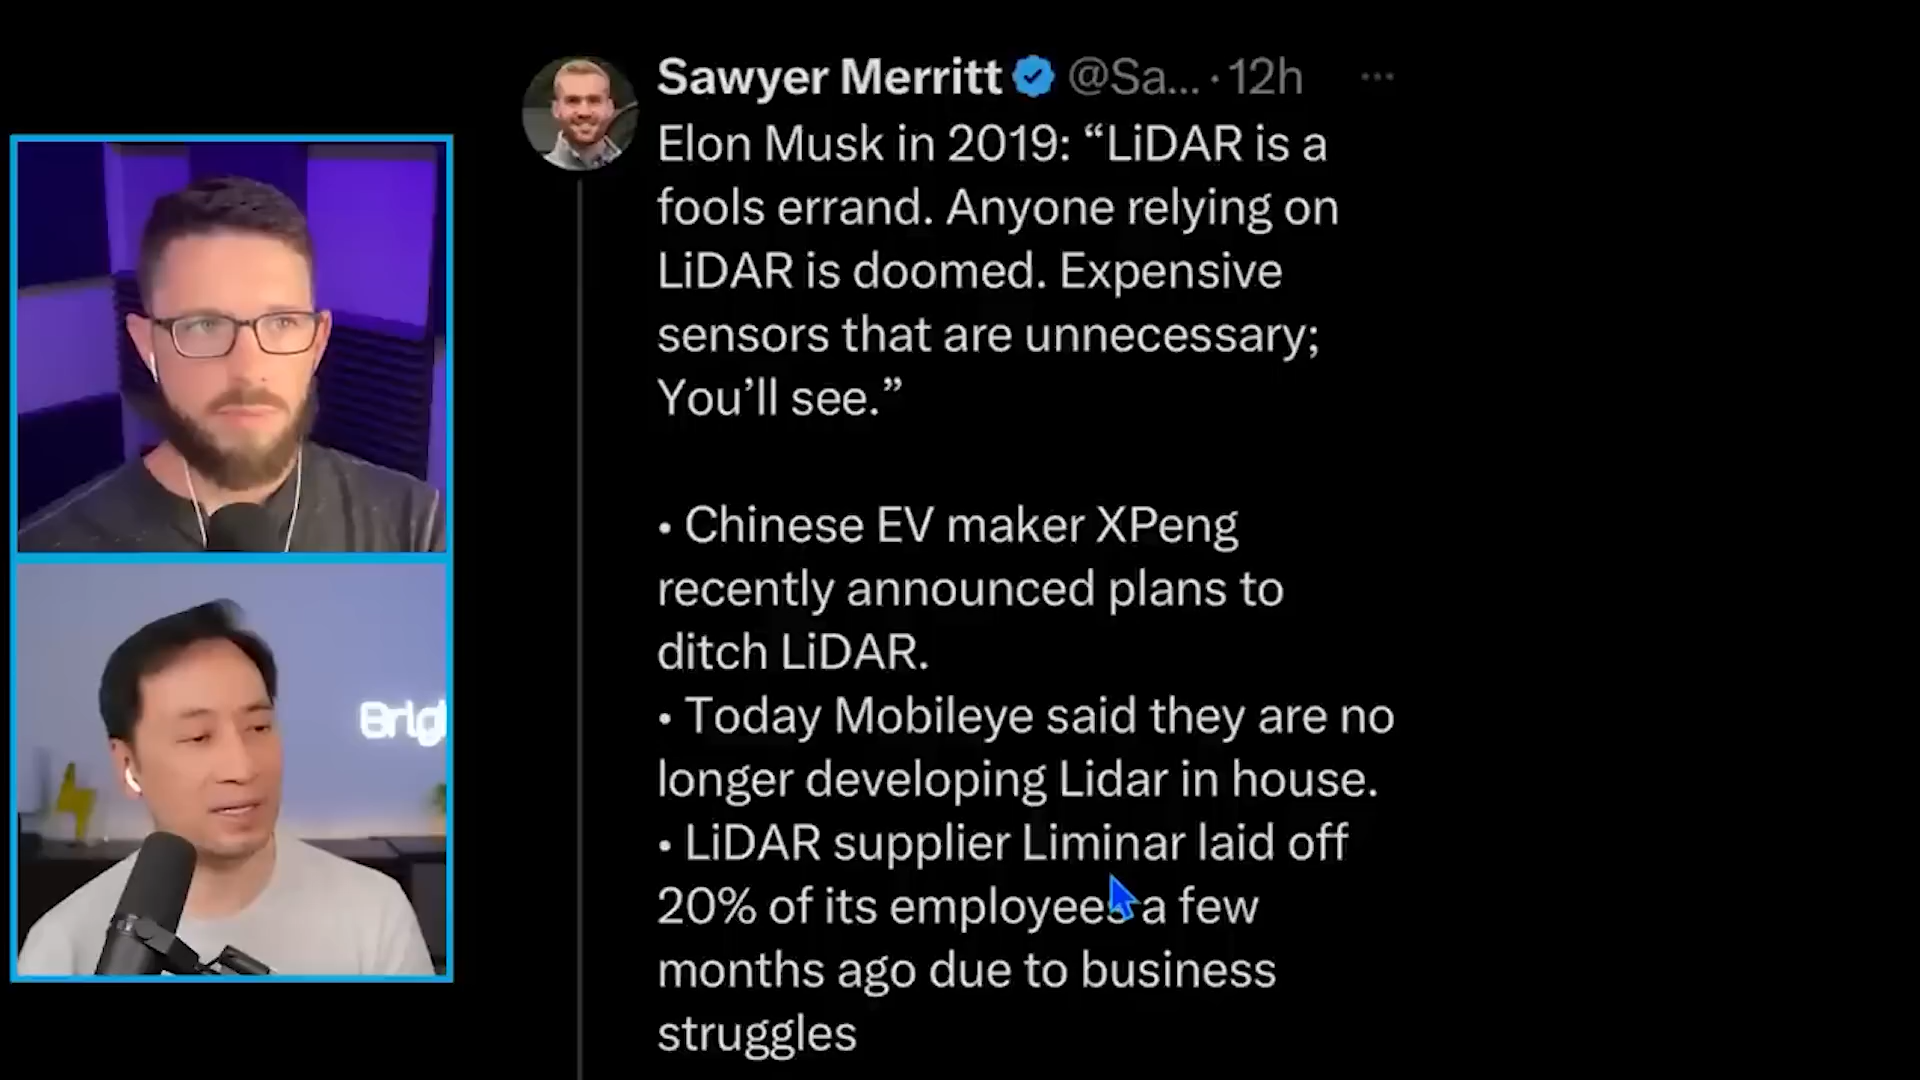 Sawyer Merritt @Sa... · 12h ...
Elon Musk in 2019: “LiDAR is a
fools errand. Anyone relying on
LiDAR is doomed. Expensive
sensors that are unnecessary;
You’ll see.”
• Chinese EV maker XPeng
recently announced plans to
ditch LiDAR.
• Today Mobileye said they are no
longer developing Lidar in house.
• LiDAR supplier Liminar laid off
20% of its employees a few
months ago due to business
struggles